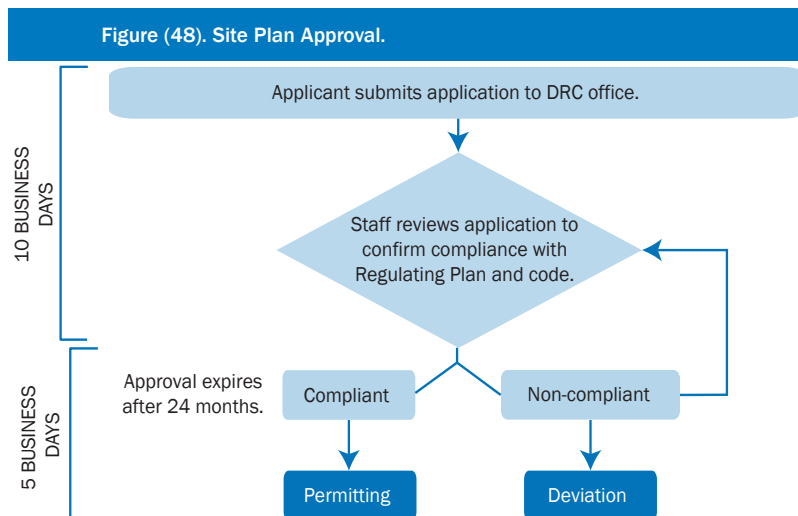 Figure (48). Site Plan Approval.
10 BUSINESS
DAYS
Applicant submits application to DRC office.
Staff reviews application to
confirm compliance with
Regulating Plan and code.
5 BUSINESS
DAYS
Approval expires
after 24 months.
Compliant
Non-compliant
Permitting
Deviation